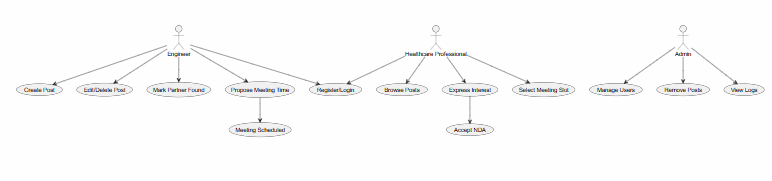 Engineer
Healthcare Professional
Admin
Create Post
Edit/Delete Post
Mark Partner Found
Propose Meeting Time
Register/Login
Browse Posts
Express Interest
Select Meeting Slot
Manage Users
Remove Posts
View Logs
Meeting Scheduled
Accept NDA